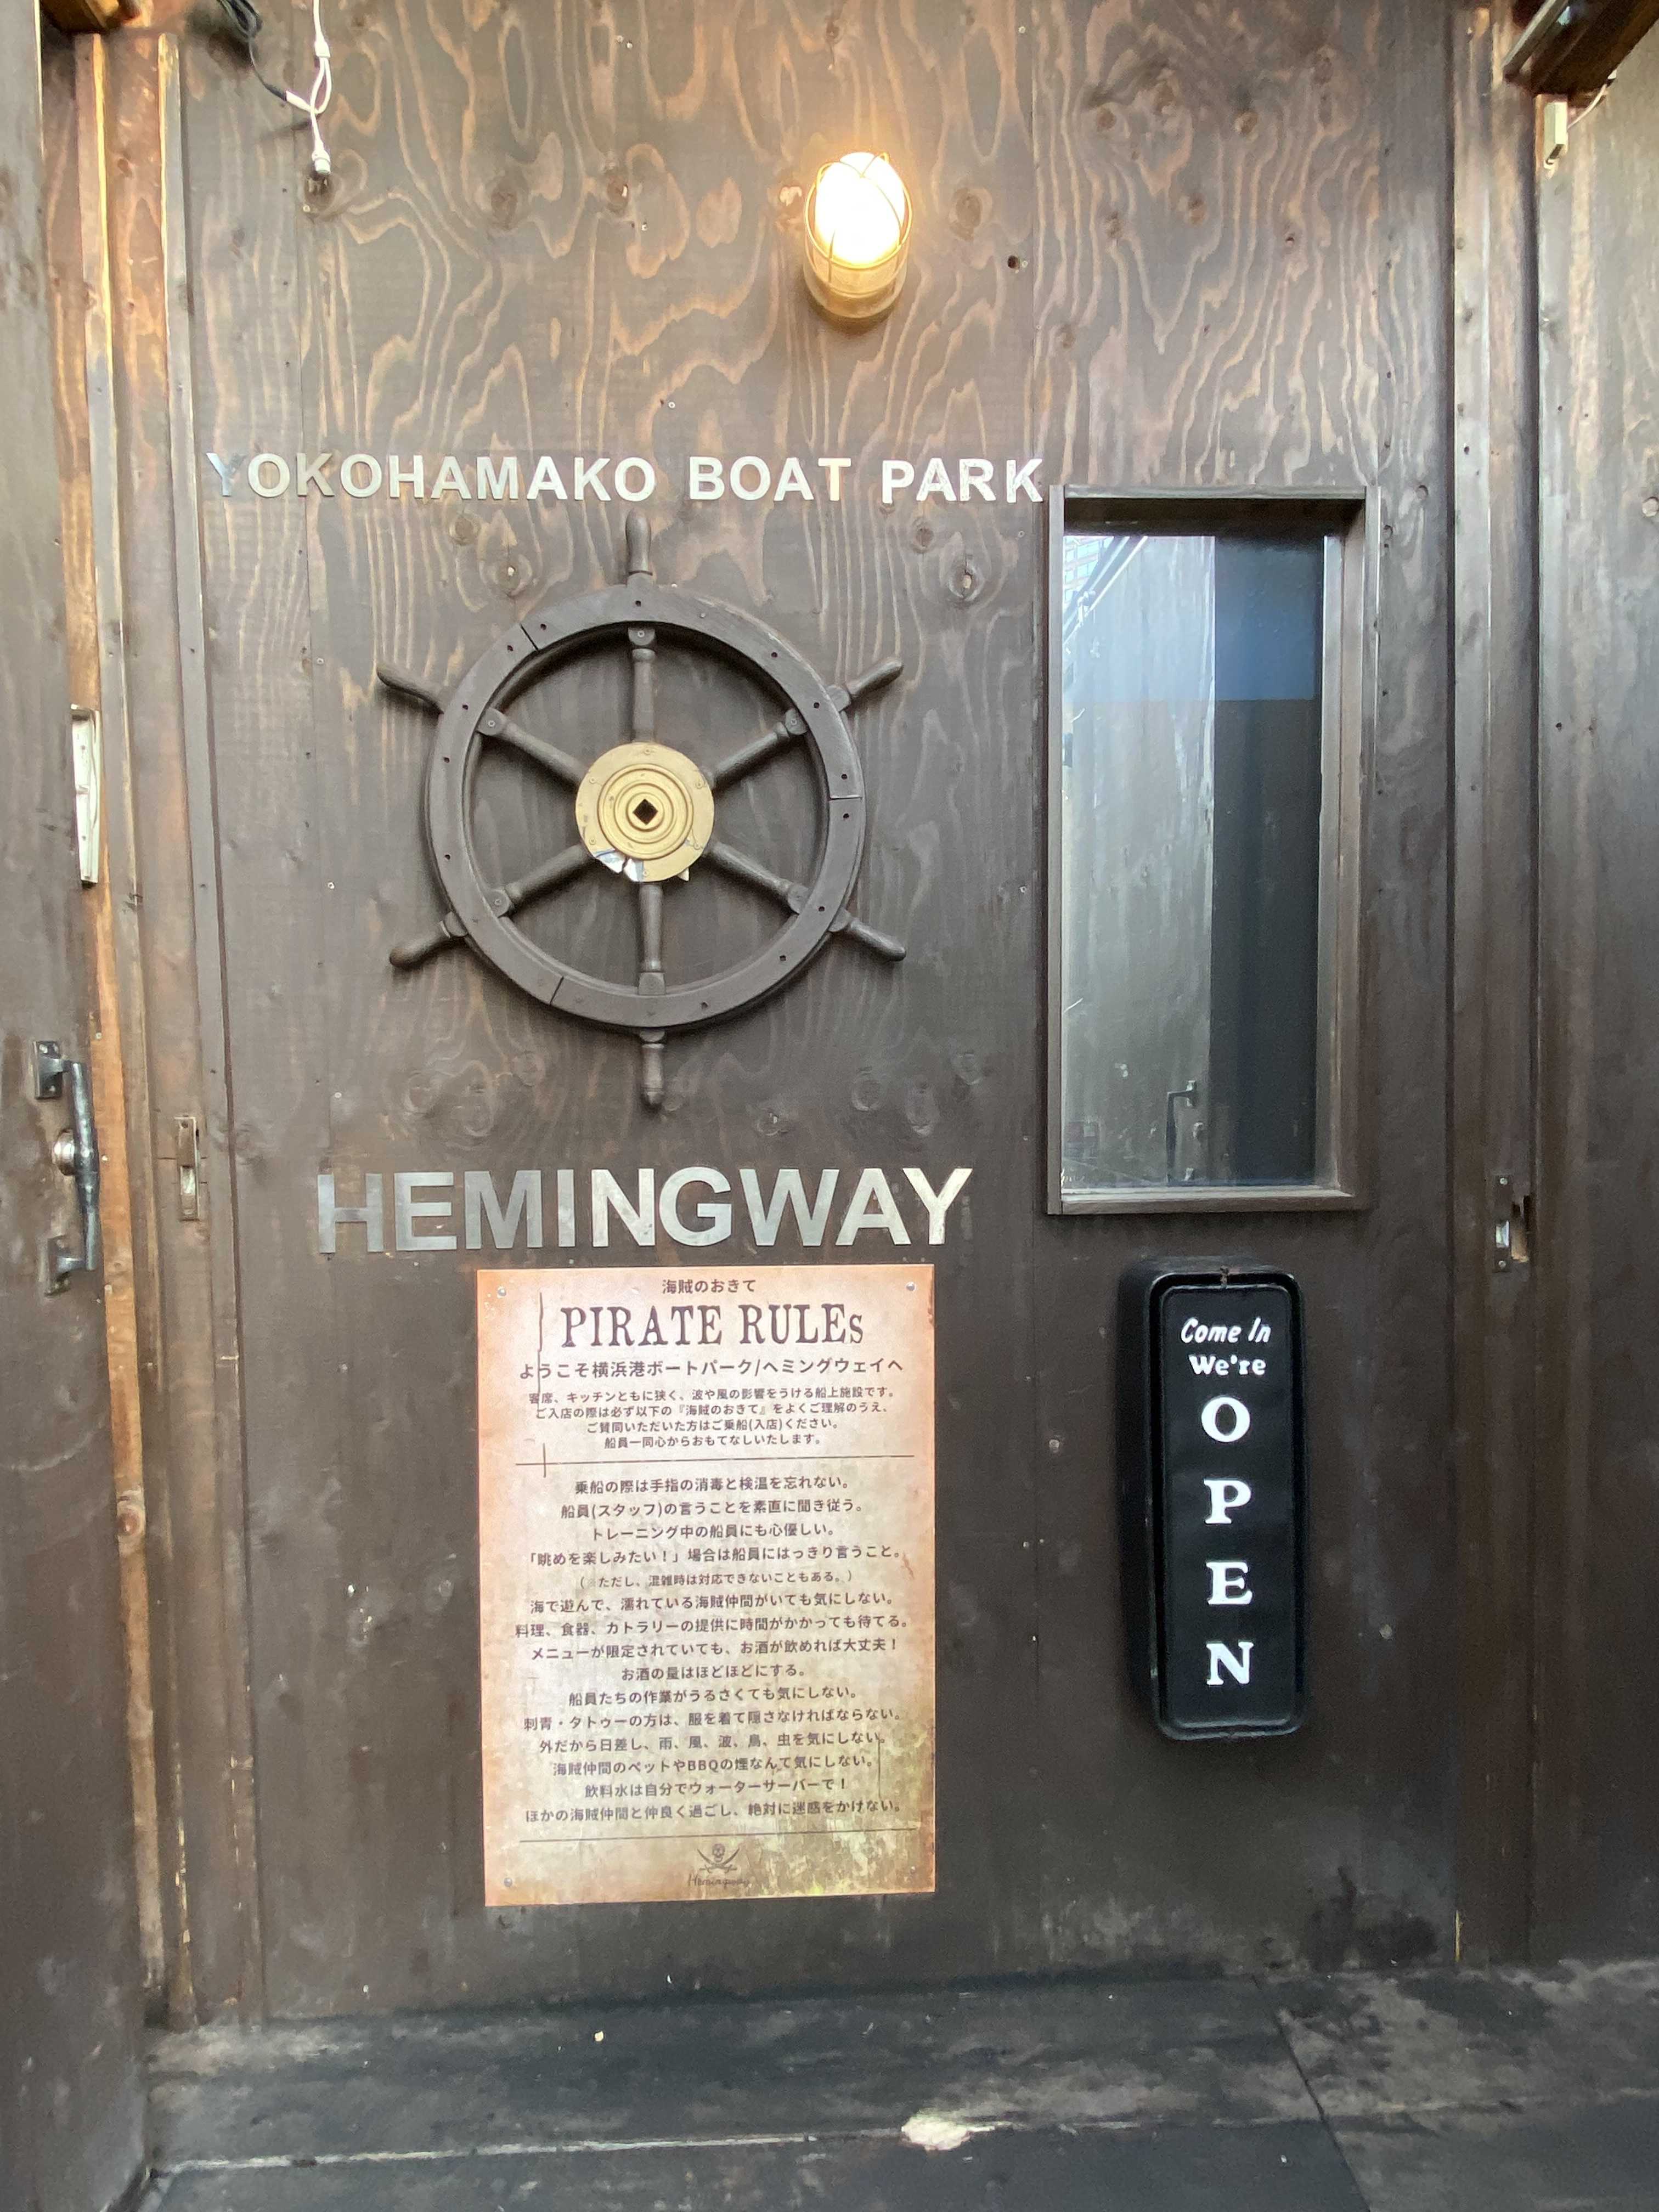 YOKOHAMAKO BOAT PARK
HEMINGWAY
海賊のおきて
PIRATE RULEs
ようこそ横浜港ボートパーク/ヘミングウェイへ
客席、キッチンともに狭く、波や風の影響をうける船上施設です。
ご入店の際は必ず以下の『海賊のおきて』をよくご理解のうえ、
ご賛同いただいた方はご乗船(入店)ください。
船員一同心からおもてなしいたします。
乗船の際は手指の消毒と検温を忘れない。
船員(スタッフ)の言うことを素直に聞き従う。
トレーニング中の船員にも心優しい。
「眺めを楽しみたい！」場合は船員にはっきり言うこと。
(※ただし、混雑時は対応できないこともある。)
海で遊んで、濡れている海賊仲間がいても気にしない。
料理、食器、カトラリーの提供に時間がかかっても待てる。
メニューが限定されていても、お酒が飲めれば大丈夫！
お酒の量はほどほどにする。
船員たちの作業がうるさくても気にしない。
刺青・タトゥーの方は、服を着て隠さなければならない。
外だから日差し、雨、風、波、鳥、虫を気にしない。
海賊仲間のペットやBBQの煙なんて気にしない。
飲料水は自分でウォーターサーバーで！
ほかの海賊仲間と仲良く過ごし、絶対に迷惑をかけない。
Hemingway
Come In
We're
OPEN